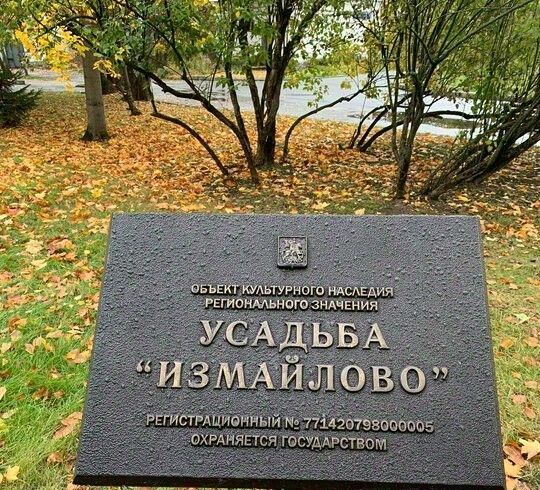 ОБЪЕКТ КУЛЬТУРНОГО НАСЛЕДИЯ
РЕГИОНАЛЬНОГО ЗНАЧЕНИЯ
УСАДЬБА
"ИЗМАЙЛОВО"
РЕГИСТРАЦИОННЫЙ № 771420798000005
ОХРАНЯЕТСЯ ГОСУДАРСТВОМ